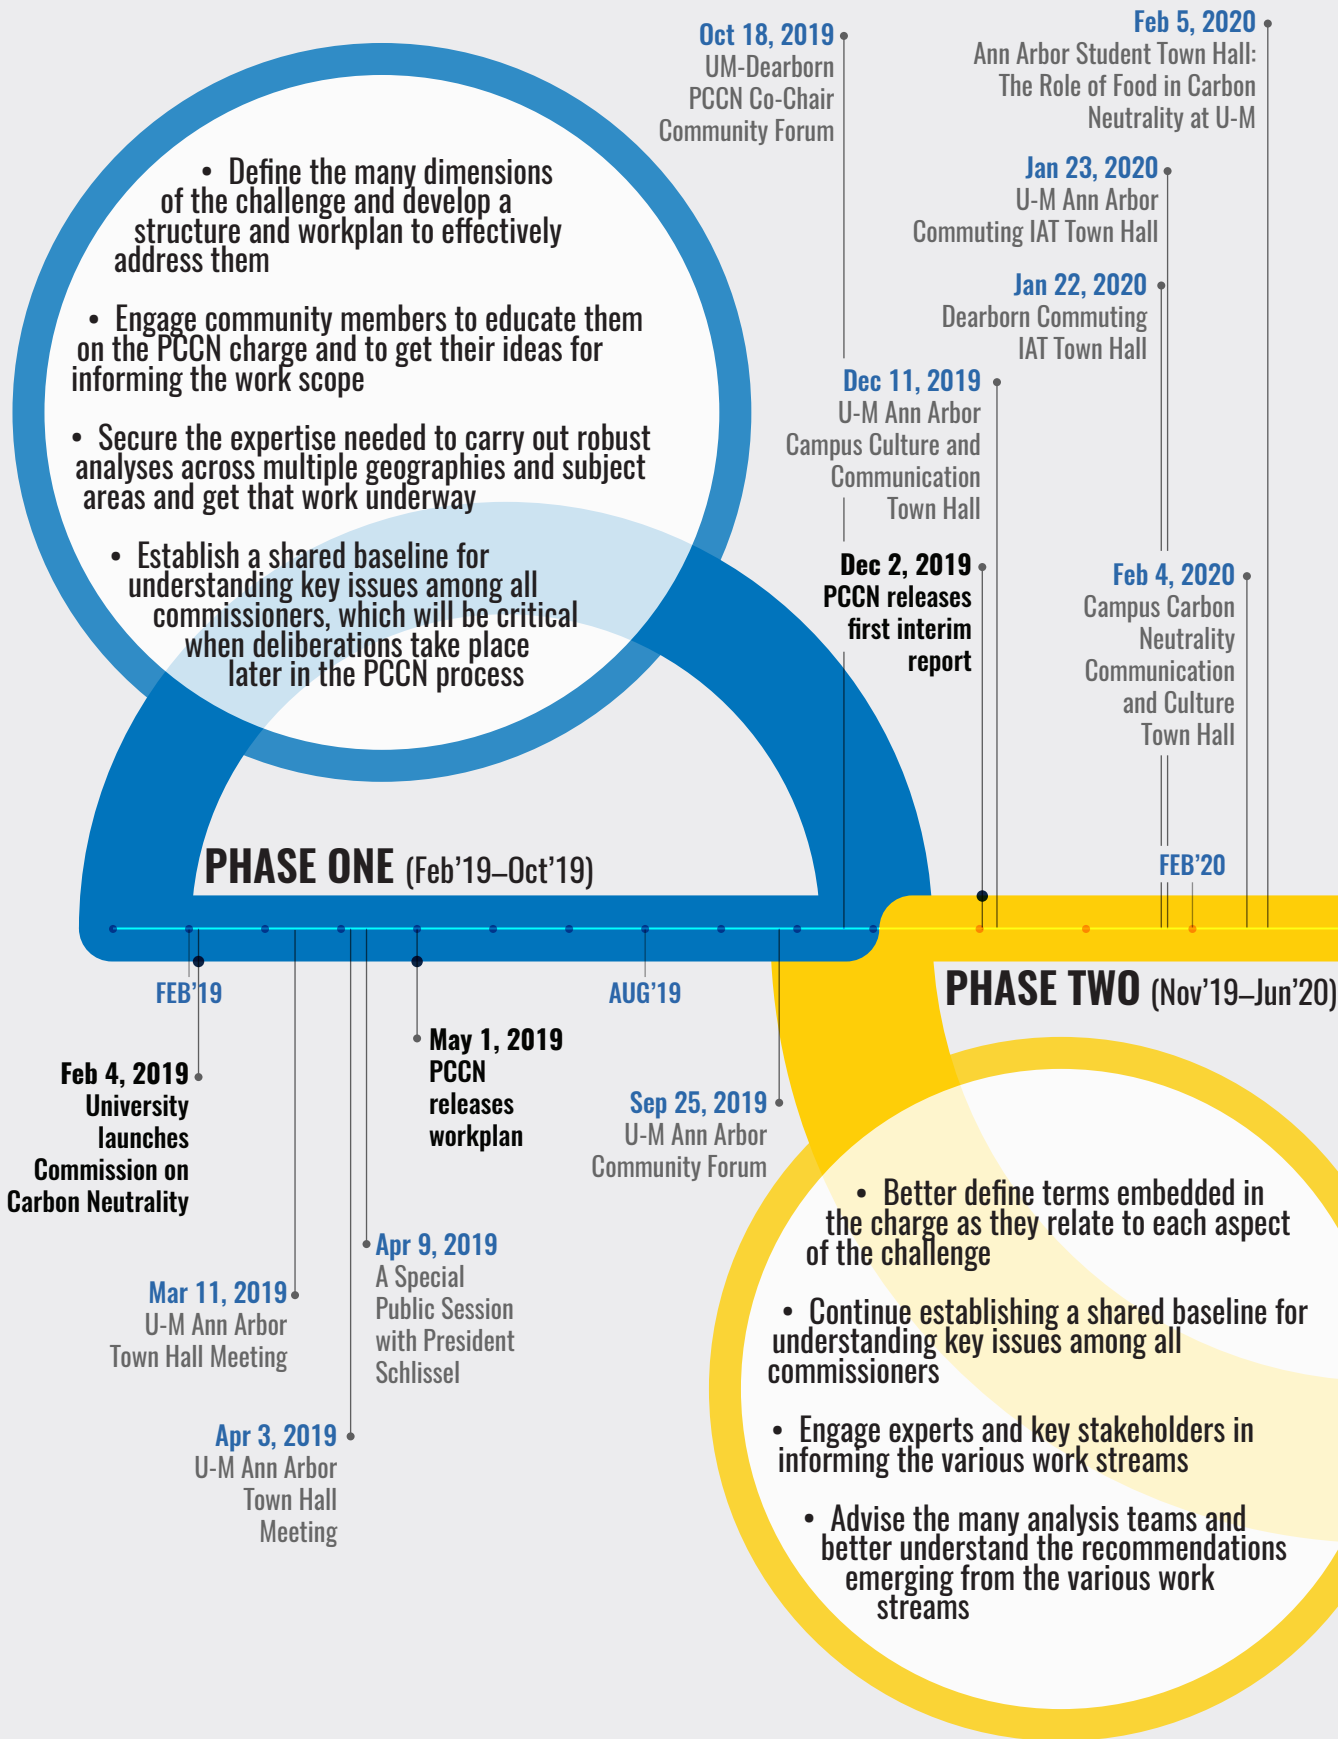 Oct 18, 2019
UM-Dearborn
PCCN Co-Chair
Community Forum
Feb 5, 2020
Ann Arbor Student Town Hall:
The Role of Food in Carbon
Neutrality at U-M
Jan 23, 2020
U-M Ann Arbor
Commuting IAT Town Hall
Jan 22, 2020
Dearborn Commuting
IAT Town Hall
Dec 11, 2019
U-M Ann Arbor
Campus Culture and
Communication
Town Hall
Dec 2, 2019
PCCN releases
first interim
report
Feb 4, 2020
Campus Carbon
Neutrality
Communication
and Culture
Town Hall
• Define the many dimensions
of the challenge and develop a
structure and workplan to effectively
address them
• Engage community members to educate them
on the PCCN charge and to get their ideas for
informing the work scope
• Secure the expertise needed to carry out robust
analyses across multiple geographies and subject
areas and get that work underway
• Establish a shared baseline for
understanding key issues among all
commissioners, which will be critical
when deliberations take place
later in the PCCN process
PHASE ONE (Feb’19–Oct’19)
FEB’20
FEB’19
AUG’19
PHASE TWO (Nov’19–Jun’20)
Feb 4, 2019
University
launches
Commission on
Carbon Neutrality
May 1, 2019
PCCN
releases
workplan
Sep 25, 2019
U-M Ann Arbor
Community Forum
Mar 11, 2019
U-M Ann Arbor
Town Hall Meeting
Apr 9, 2019
A Special
Public Session
with President
Schlissel
Apr 3, 2019
U-M Ann Arbor
Town Hall
Meeting
• Better define terms embedded in
the charge as they relate to each aspect
of the challenge
• Continue establishing a shared baseline for
understanding key issues among all
commissioners
• Engage experts and key stakeholders in
informing the various work streams
• Advise the many analysis teams and
better understand the recommendations
emerging from the various work
streams